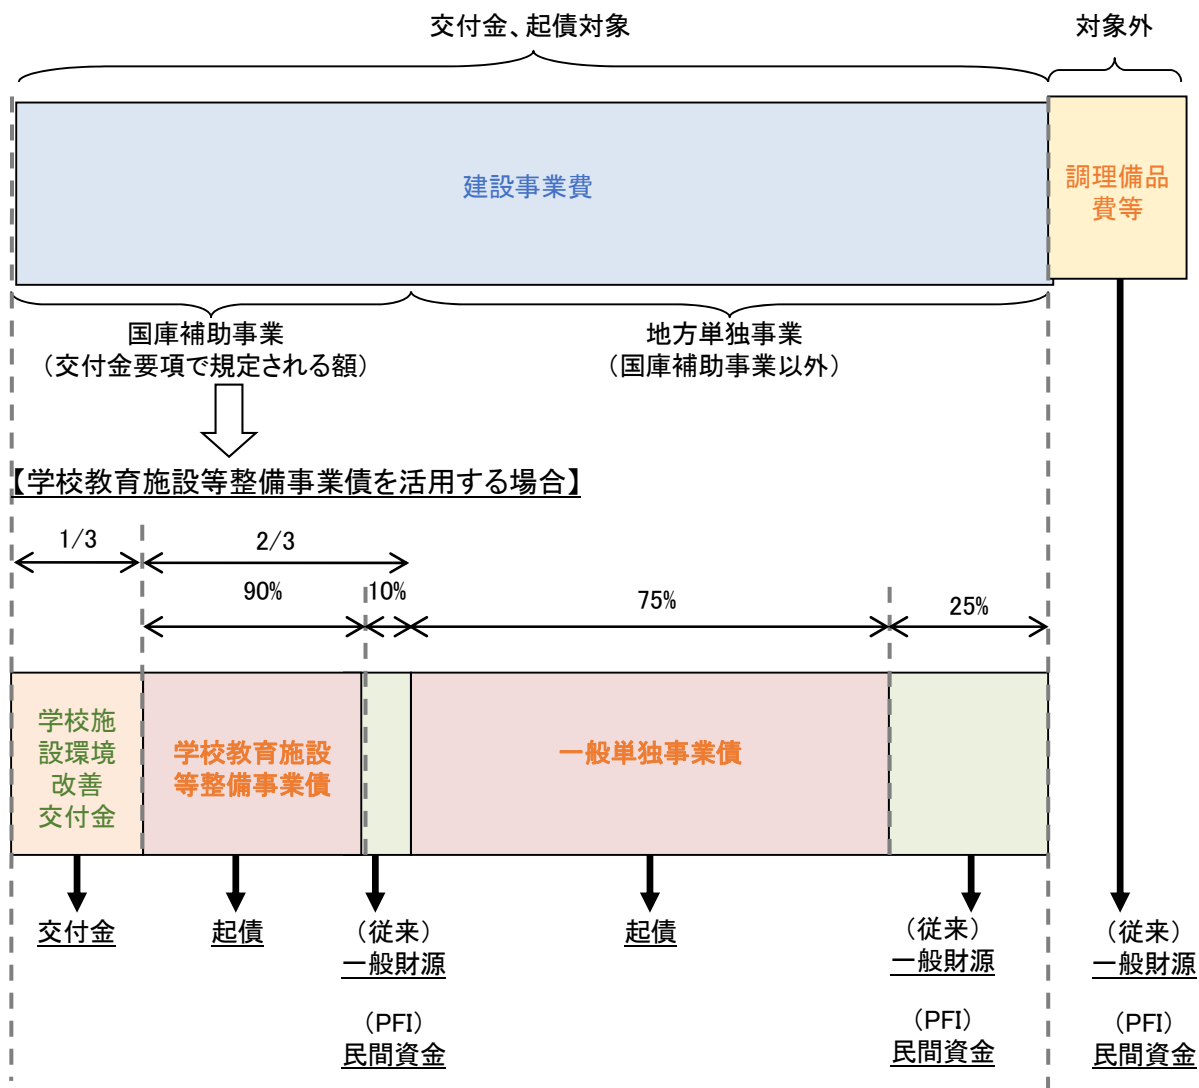 交付金、起債対象
対象外
建設事業費
調理備品
費等
国庫補助事業
（交付金要項で規定される額）
地方単独事業
（国庫補助事業以外）
【学校教育施設等整備事業債を活用する場合】
1/3
2/3
90%
10%
75%
25%
学校施
設環境
改善
交付金
学校教育施設
等整備事業債
一般単独事業債
交付金
起債
（従来）
一般財源
（PFI）
民間資金
起債
（従来）
一般財源
（PFI）
民間資金
（従来）
一般財源
（PFI）
民間資金